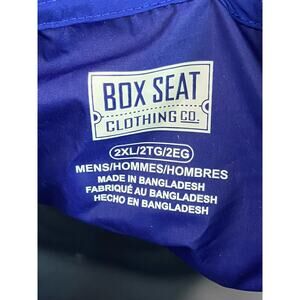 BOX SEAT
CLOTHING CO.
2XL/2TG/2EG
MENS/HOMMES/HOMBRES
MADE IN BANGLADESH
FABRIQUÉ AU BANGLADESH
HECHO EN BANGLADESH